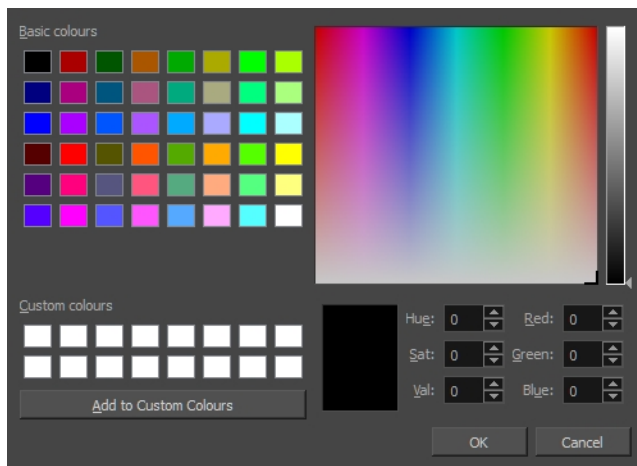 Basic colours
Custom colours
Add to Custom Colours
Hue: 0 Red: 0
Sat: 0 Green: 0
Val: 0 Blue: 0
OK Cancel